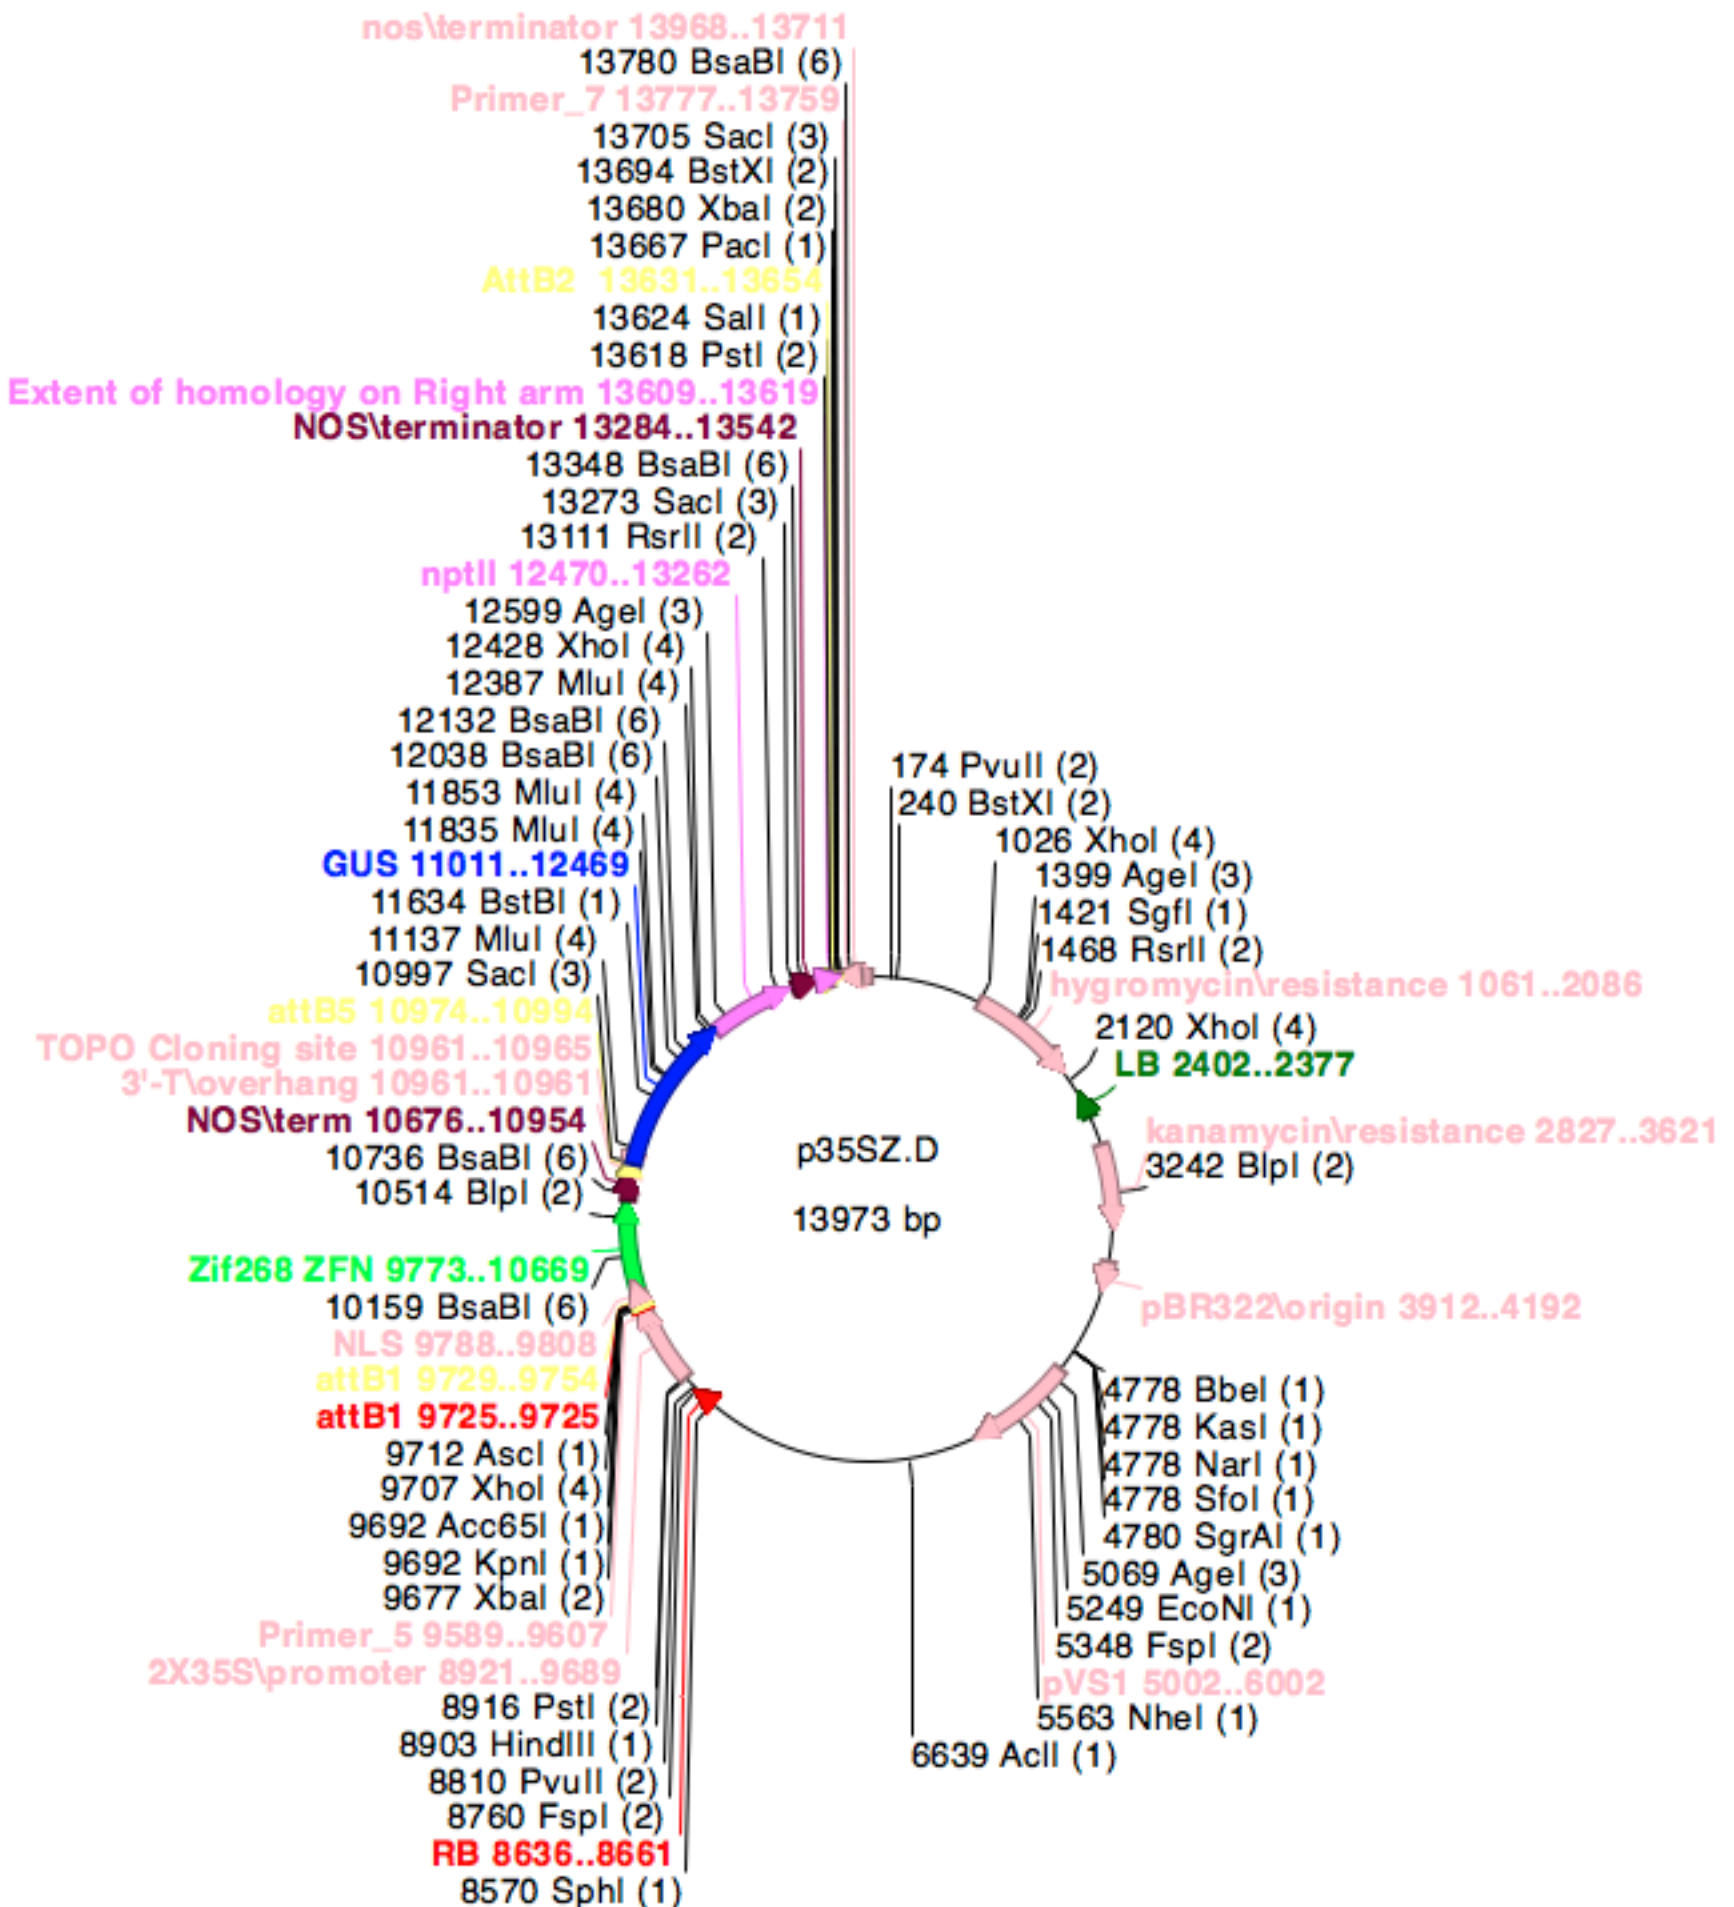 nos\terminator 13968..13711
13780 BsaBI (6)
Primer_7 13777..13759
13705 SacI (3)
13694 BstXI (2)
13680 XbaI (2)
13667 PacI (1)
AttB2 13631..13654
13624 SalI (1)
13618 PstI (2)
Extent of homology on Right arm 13609..13619
NOS\terminator 13284..13542
13348 BsaBI (6)
13273 SacI (3)
13111 RsrII (2)
nptII 12470..13262
12599 AgeI (3)
12428 XhoI (4)
12387 MluI (4)
12132 BsaBI (6)
12038 BsaBI (6)
11853 MluI (4)
11835 MluI (4)
GUS 11011..12469
11634 BstBI (1)
11137 MluI (4)
10997 SacI (3)
attB5 10974..10994
TOPO Cloning site 10961..10965
3'-T\overhang 10961..10961
NOS\term 10676..10954
10736 BsaBI (6)
10514 BlpI (2)
Zif268 ZFN 9773..10669
10159 BsaBI (6)
NLS 9788..9808
attB1 9729..9754
attB1 9725..9725
9712 AscI (1)
9707 XhoI (4)
9692 Acc65I (1)
9692 KpnI (1)
9677 XbaI (2)
Primer_5 9589..9607
2X35S\promoter 8921..9689
8916 PstI (2)
8903 HindIII (1)
8810 PvuII (2)
8760 FspI (2)
RB 8636..8661
8570 SphI (1)
174 PvuII (2)
240 BstXI (2)
1026 XhoI (4)
1399 AgeI (3)
1421 SgfI (1)
1468 RsrII (2)
hygromycin\resistance 1061..2086
2120 XhoI (4)
LB 2402..2377
kanamycin\resistance 2827..3621
3242 BlpI (2)
pBR322\origin 3912..4192
4778 BbeI (1)
4778 KasI (1)
4778 NarI (1)
4778 SfoI (1)
4780 SgrAI (1)
5069 AgeI (3)
5249 EcoNI (1)
5348 FspI (2)
pVS1 5002..6002
5563 NheI (1)
6639 AclI (1)
p35SZ.D
13973 bp